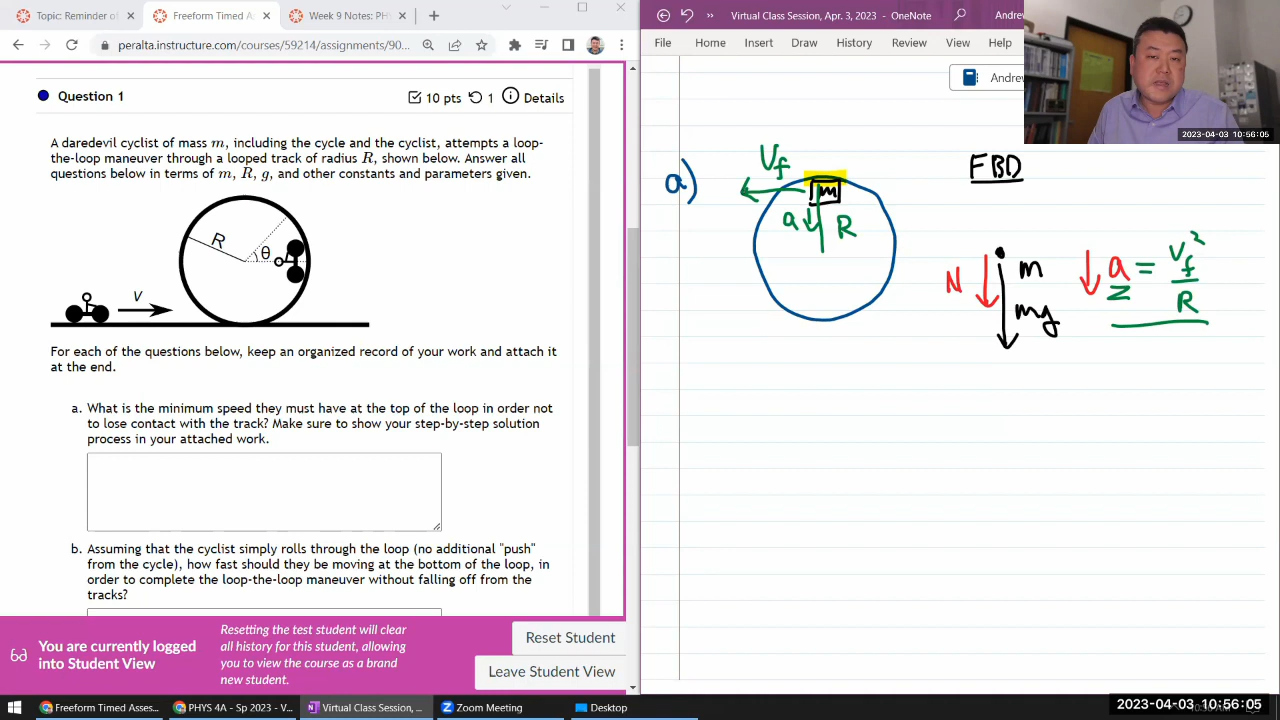 Topic: Reminder of
Freeform Timed As
Week 9 Notes: PH
peralta.instructure.com/courses/59214/assignments/90...
Question 1
10 pts
1
Details
A daredevil cyclist of mass m, including the cycle and the cyclist, attempts a loop-
the-loop maneuver through a looped track of radius R, shown below. Answer all
questions below in terms of m, R, g, and other constants and parameters given.
R
θ
v
For each of the questions below, keep an organized record of your work and attach it
at the end.
a. What is the minimum speed they must have at the top of the loop in order not
to lose contact with the track? Make sure to show your step-by-step solution
process in your attached work.
b. Assuming that the cyclist simply rolls through the loop (no additional "push"
from the cycle), how fast should they be moving at the bottom of the loop, in
order to complete the loop-the-loop maneuver without falling off from the
tracks?
You are currently logged
into Student View
Resetting the test student will clear
all history for this student, allowing
you to view the course as a brand
new student.
Reset Student
Leave Student View
Virtual Class Session, Apr. 3, 2023 - OneNote
Andre
File
Home
Insert
Draw
History
Review
View
Help
Andrew
2023-04-03 10:56:05
a)
Vf
m
a
R
FBD
N
m
mg
a = Vf² / R
Freeform Timed Asses...
PHYS 4A - Sp 2023 - V...
Virtual Class Session, ...
Zoom Meeting
Desktop
2023-04-03 10:56:05